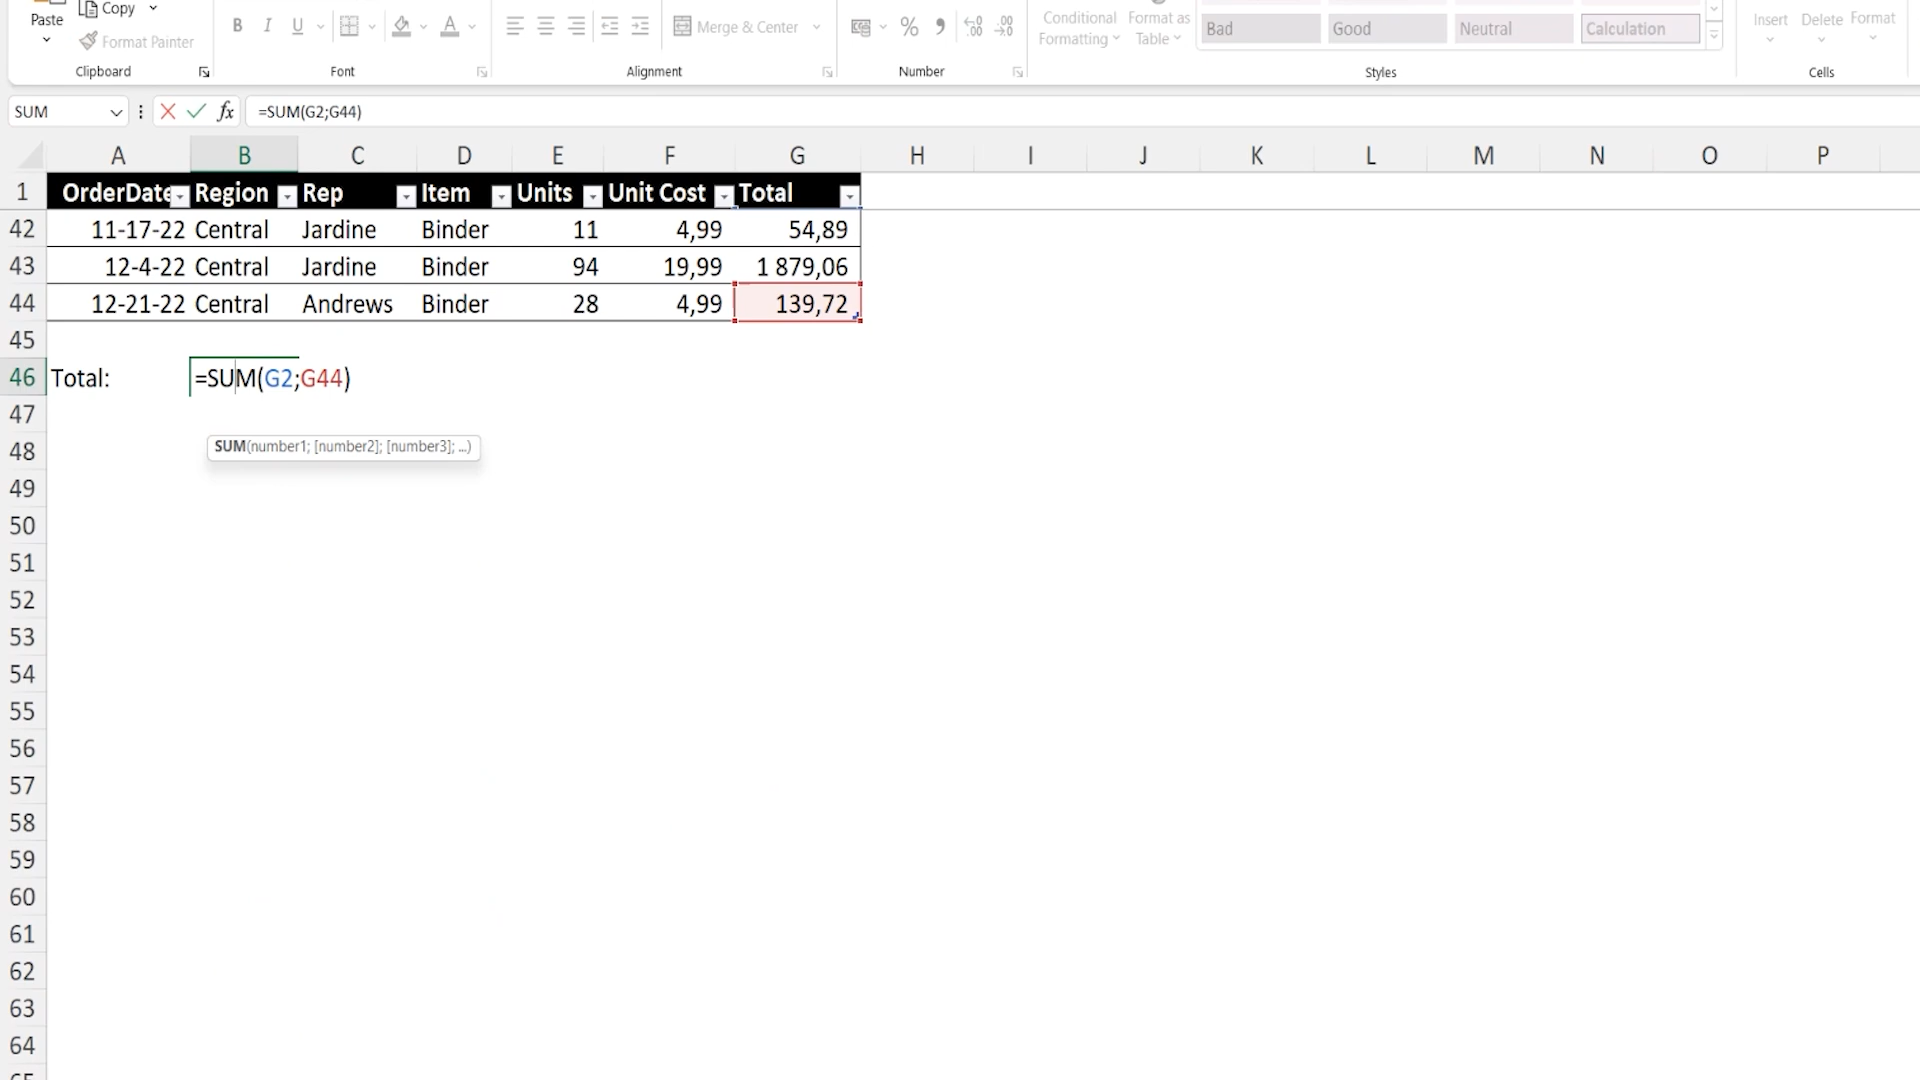 Paste Copy
Format Painter
B I U A
Merge & Center
% , ←0 .00 .00 →0
Conditional Formatting
Format as Table
Bad Good Neutral Calculation
Insert Delete Format
Clipboard Font Alignment Number Styles Cells
SUM fx =SUM(G2;G44)
A B C D E F G H I J K L M N O P
1 OrderDate Region Rep Item Units Unit Cost Total
42 11-17-22 Central Jardine Binder 11 4,99 54,89
43 12-4-22 Central Jardine Binder 94 19,99 1 879,06
44 12-21-22 Central Andrews Binder 28 4,99 139,72
45
46 Total: =SUM(G2;G44)
47
SUM(number1; [number2]; [number3]; ...)
48
49
50
51
52
53
54
55
56
57
58
59
60
61
62
63
64